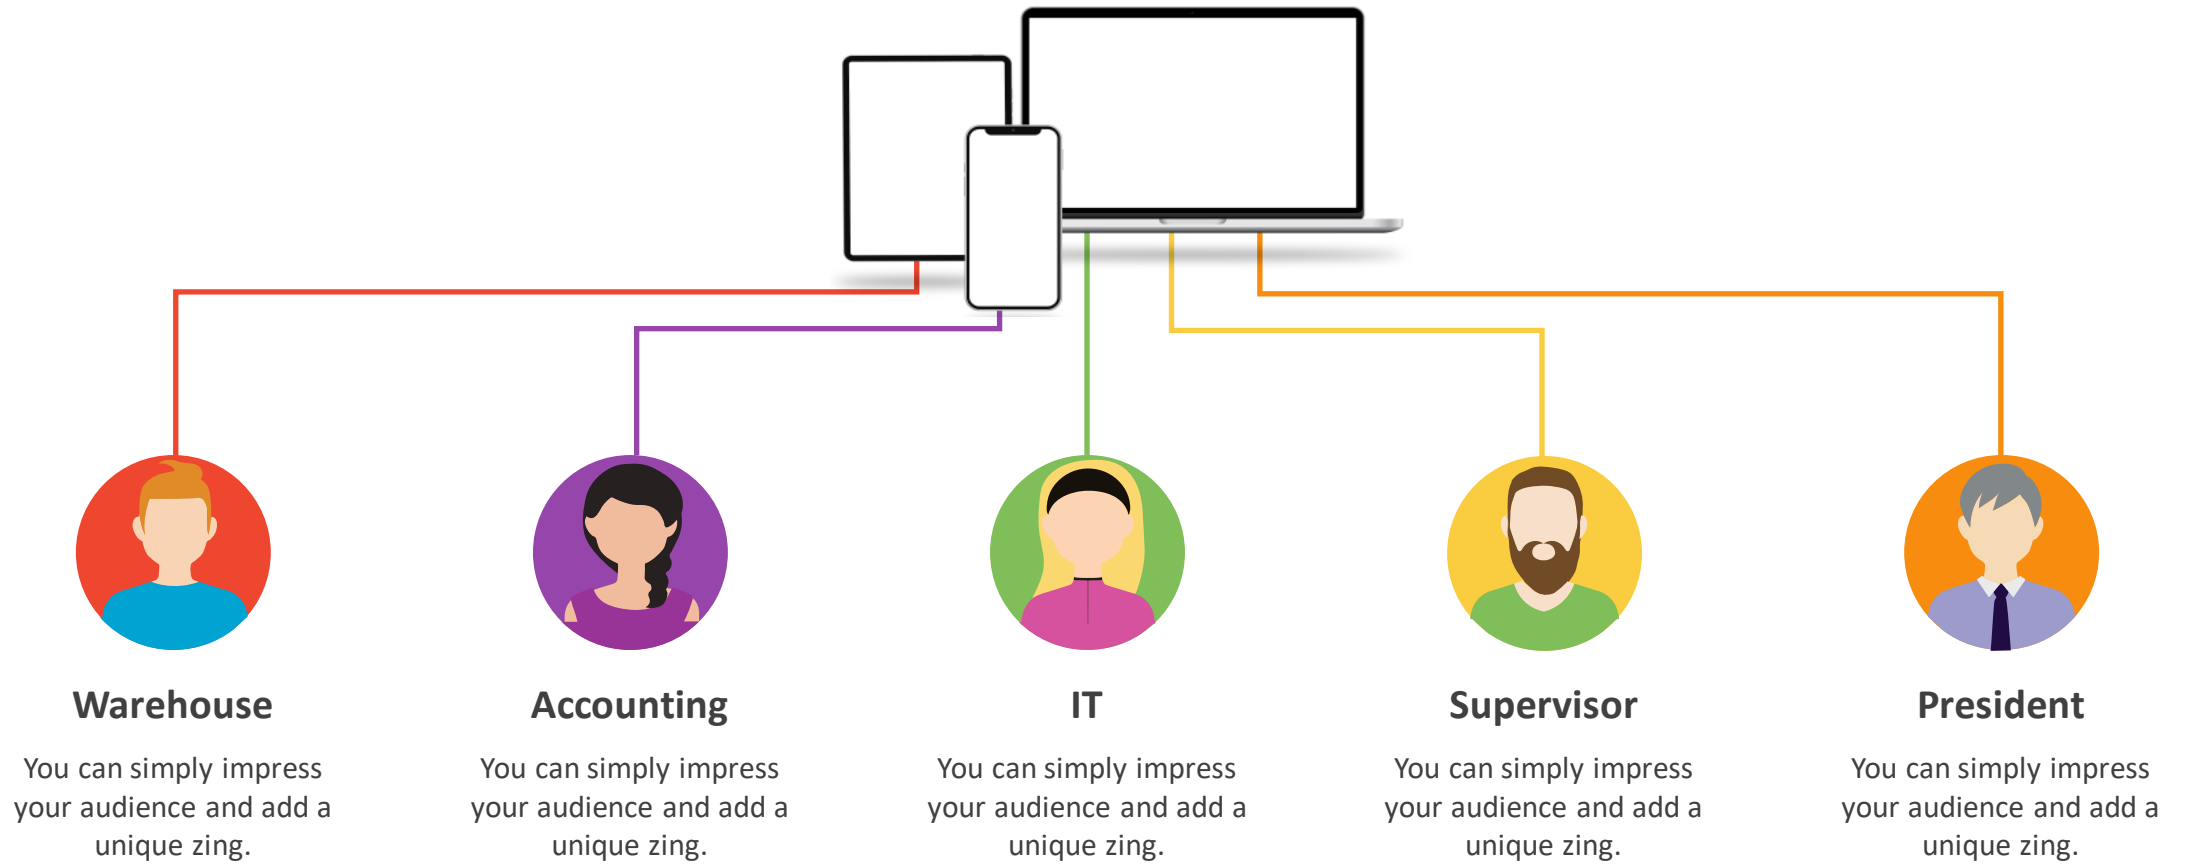 Warehouse
You can simply impress
your audience and add a
unique zing.
Accounting
You can simply impress
your audience and add a
unique zing.
IT
You can simply impress
your audience and add a
unique zing.
Supervisor
You can simply impress
your audience and add a
unique zing.
President
You can simply impress
your audience and add a
unique zing.